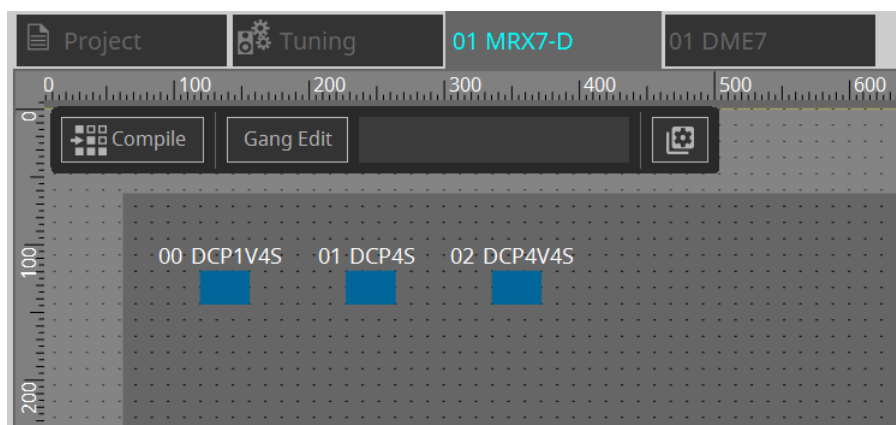 Project Tuning 01 MRX7-D 01 DME7
0 100 200 300 400 500 600
0
Compile Gang Edit
100
00 DCP1V4S 01 DCP4S 02 DCP4V4S
200